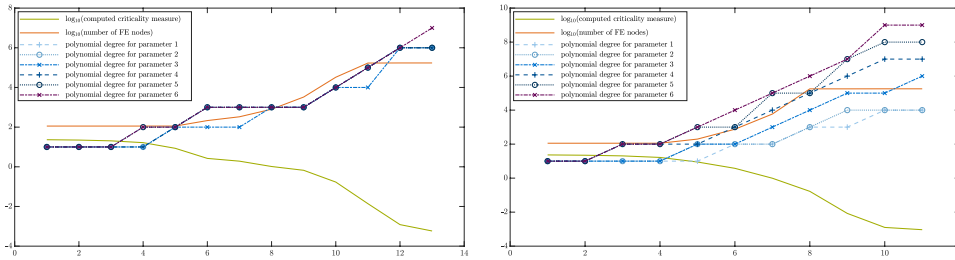 8
6
4
2
0
-2
-4
0
2
4
6
8
10
12
14
log₁₀(computed criticality measure)
log₁₀(number of FE nodes)
polynomial degree for parameter 1
polynomial degree for parameter 2
polynomial degree for parameter 3
polynomial degree for parameter 4
polynomial degree for parameter 5
polynomial degree for parameter 6
10
8
6
4
2
0
-2
-4
0
2
4
6
8
10
12
log₁₀(computed criticality measure)
log₁₀(number of FE nodes)
polynomial degree for parameter 1
polynomial degree for parameter 2
polynomial degree for parameter 3
polynomial degree for parameter 4
polynomial degree for parameter 5
polynomial degree for parameter 6